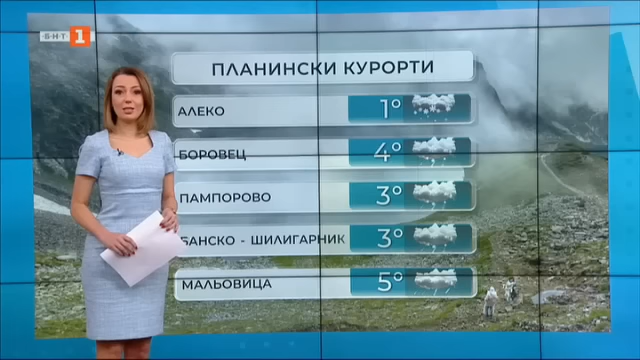 БНТ 1
ПЛАНИНСКИ КУРОРТИ
АЛЕКО 1°
БОРОВЕЦ 4°
ПАМПОРОВО 3°
БАНСКО - ШИЛИГАРНИК 3°
МАЛЬОВИЦА 5°